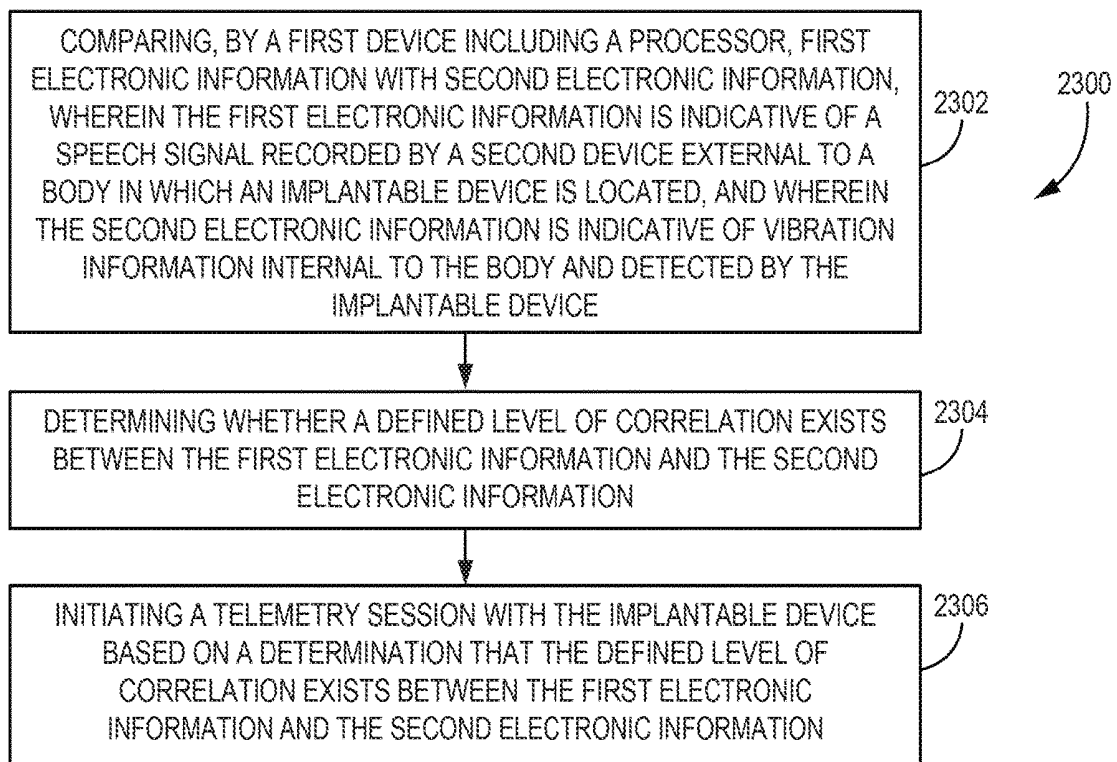 COMPARING, BY A FIRST DEVICE INCLUDING A PROCESSOR, FIRST
ELECTRONIC INFORMATION WITH SECOND ELECTRONIC INFORMATION,
WHEREIN THE FIRST ELECTRONIC INFORMATION IS INDICATIVE OF A
SPEECH SIGNAL RECORDED BY A SECOND DEVICE EXTERNAL TO A
BODY IN WHICH AN IMPLANTABLE DEVICE IS LOCATED, AND WHEREIN
THE SECOND ELECTRONIC INFORMATION IS INDICATIVE OF VIBRATION
INFORMATION INTERNAL TO THE BODY AND DETECTED BY THE
IMPLANTABLE DEVICE
2302
2300
DETERMINING WHETHER A DEFINED LEVEL OF CORRELATION EXISTS
BETWEEN THE FIRST ELECTRONIC INFORMATION AND THE SECOND
ELECTRONIC INFORMATION
2304
INITIATING A TELEMETRY SESSION WITH THE IMPLANTABLE DEVICE
BASED ON A DETERMINATION THAT THE DEFINED LEVEL OF
CORRELATION EXISTS BETWEEN THE FIRST ELECTRONIC
INFORMATION AND THE SECOND ELECTRONIC INFORMATION
2306